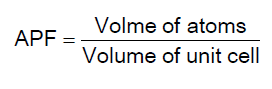 APF = Volme of atoms
Volume of unit cell